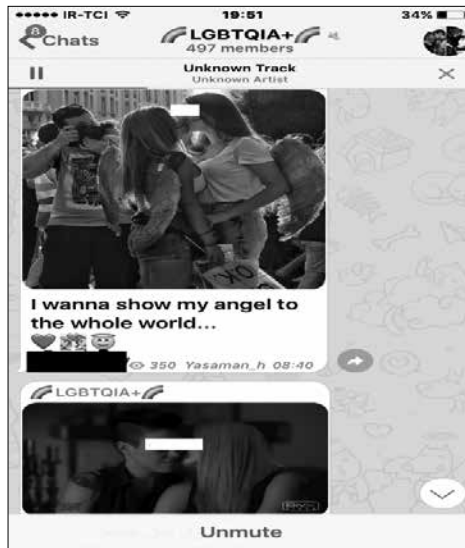 IR-TCI 19:51 34%
8
Chats
LGBTQIA+
497 members
Unknown Track
Unknown Artist
I wanna show my angel to
the whole world...
350 Yasaman_h 08:40
LGBTQIA+
Unmute